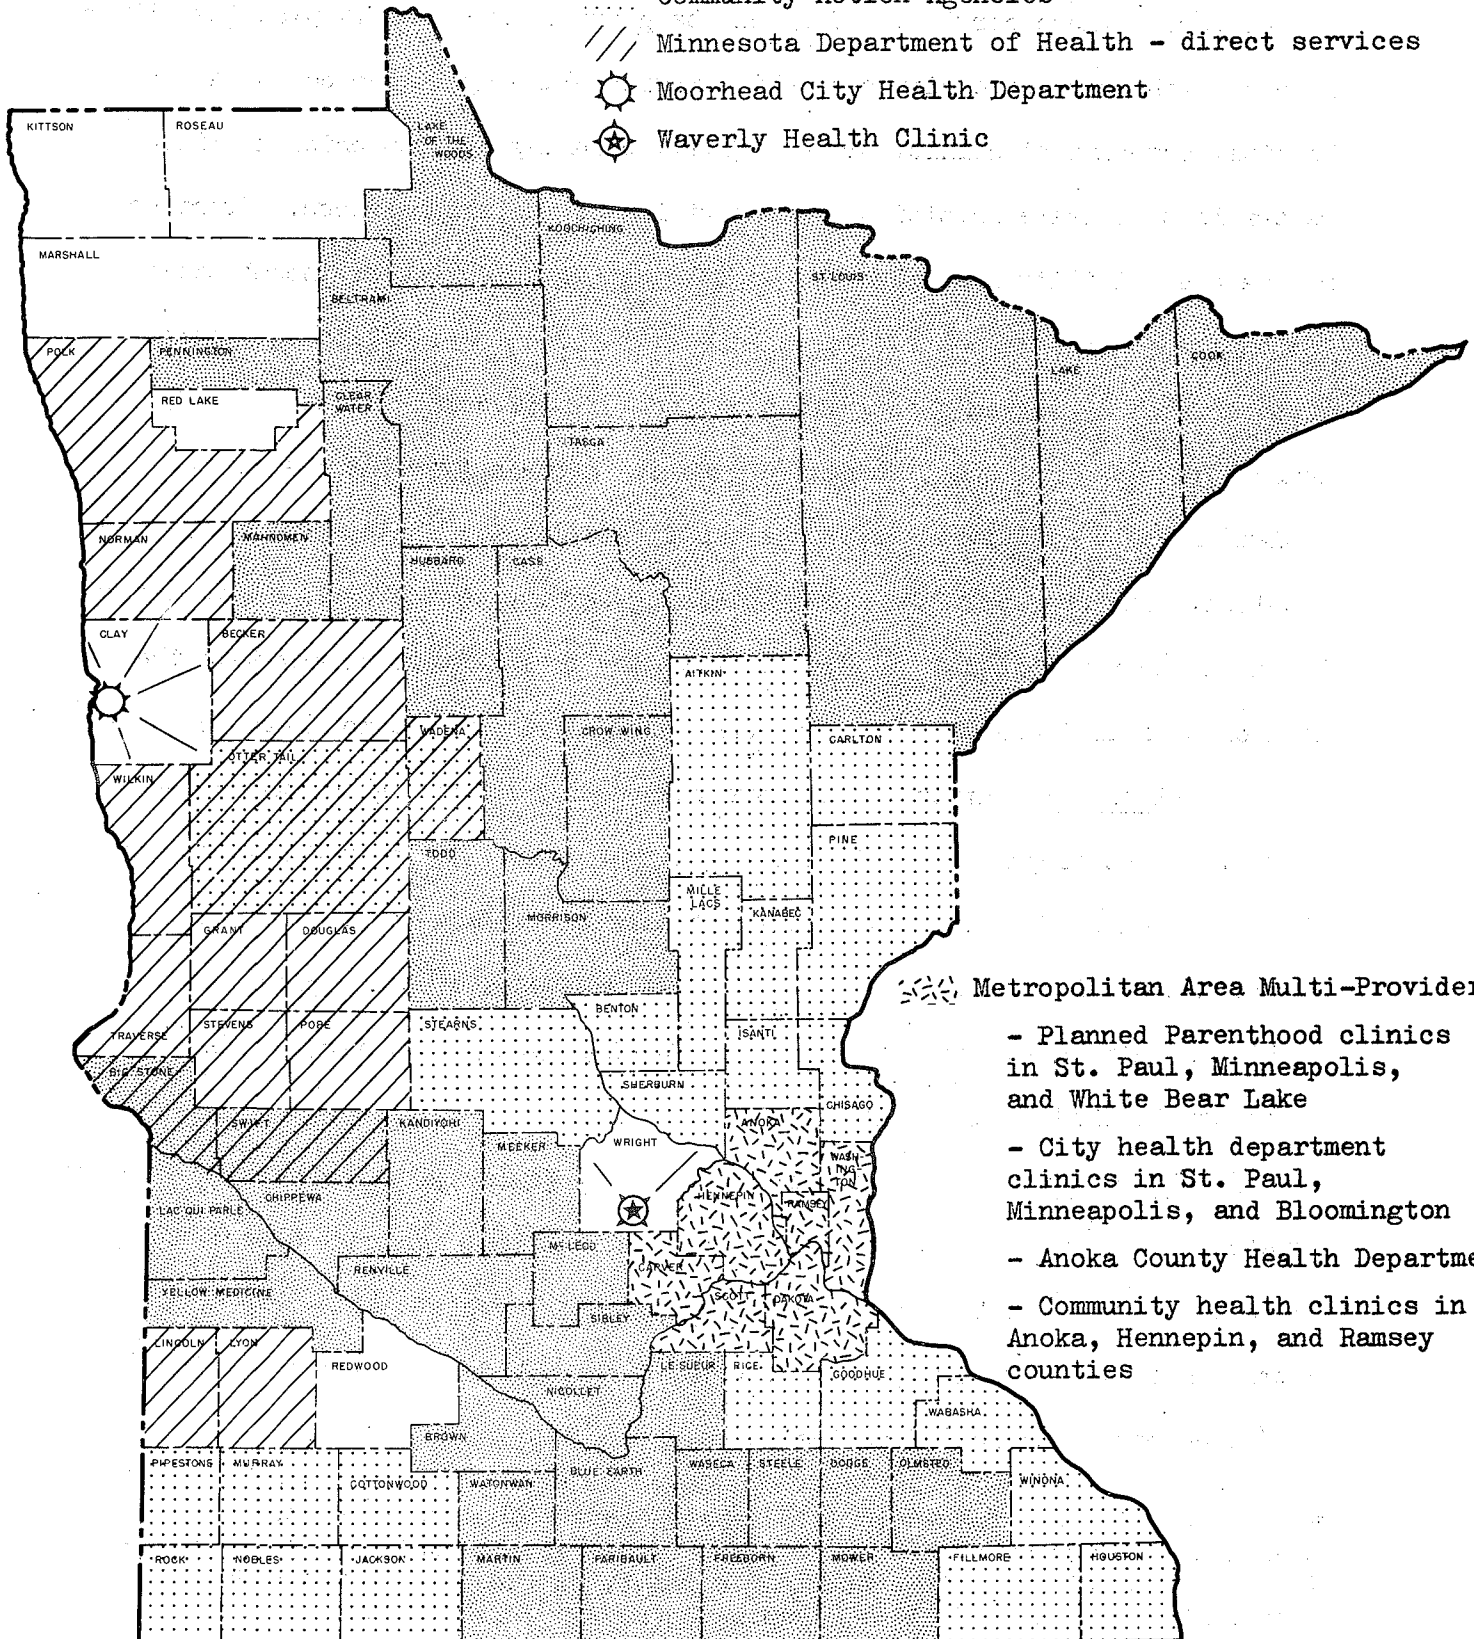 Community Action Agencies
Minnesota Department of Health - direct services
Moorhead City Health Department
Waverly Health Clinic
KITTSON
ROSEAU
LAKE
OF THE
WOODS
MARSHALL
KOOCHICHING
ST LOUIS
BELTRAMI
POLK
PENNINGTON
RED LAKE
CLEAR
WATER
LAKE
COOK
ITASCA
NORMAN
MAHNOMEN
HUBBARD
CASS
CLAY
BECKER
AITKIN
WADENA
CROW WING
CARLTON
OTTER TAIL
WILKIN
PINE
TODD
MILLE
LACS
KANABEC
MORRISON
GRANT
DOUGLAS
Metropolitan Area Multi-Provider
- Planned Parenthood clinics
in St. Paul, Minneapolis,
and White Bear Lake
- City health department
clinics in St. Paul,
Minneapolis, and Bloomington
- Anoka County Health Departme
- Community health clinics in
Anoka, Hennepin, and Ramsey
counties
BENTON
STEVENS
POPE
STEARNS
ISANTI
TRAVERSE
BIG STONE
SHERBURN
CHISAGO
SWIFT
KANDIYOHI
MEEKER
WRIGHT
ANOKA
WASH
ING
TON
CHIPPEWA
HENNEPIN
RAMSEY
LAC QUI PARLE
McLEOD
CARVER
RENVILLE
YELLOW MEDICINE
SCOTT
DAKOTA
SIBLEY
LINCOLN
LYON
REDWOOD
LE SUEUR
RICE
GOODHUE
NICOLLET
WABASHA
BROWN
PIPESTONE
MURRAY
COTTONWOOD
WATONWAN
BLUE EARTH
WASECA
STEELE
DODGE
OLMSTED
WINONA
ROCK
NOBLES
JACKSON
MARTIN
FARIBAULT
FREEBORN
MOWER
FILLMORE
HOUSTON